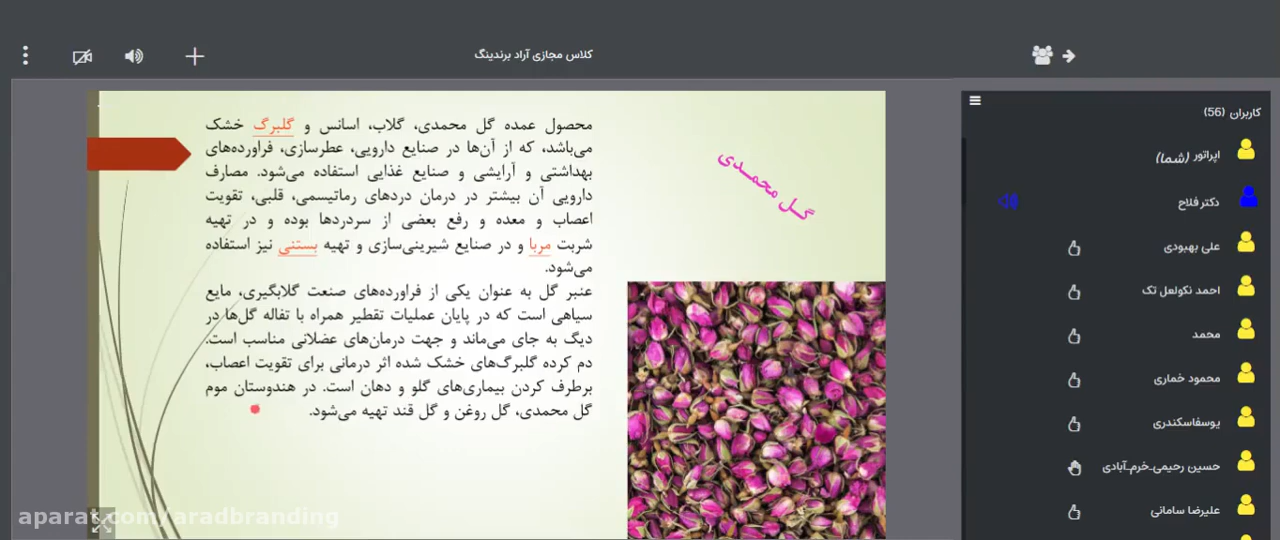 کلاس مجازی آراد برندینگ
کاربران (56)
اپراتور (شما)
دکتر فلاح
علی بهبودی
احمد نکولعل تک
محمد
محمود خماری
یوسفاسکندری
حسین رحیمی_خرم_آبادی
علیرضا سامانی
گل محمدی
محصول عمده گل محمدی، گلاب، اسانس و گلبرگ خشک
می‌باشد، که از آن‌ها در صنایع دارویی، عطرسازی، فراورده‌های
بهداشتی و آرایشی و صنایع غذایی استفاده می‌شود. مصارف
دارویی آن بیشتر در درمان دردهای رماتیسمی، قلبی، تقویت
اعصاب و معده و رفع بعضی از سردردها بوده و در تهیه
شربت مربا و در صنایع شیرینی‌سازی و تهیه بستنی نیز استفاده
می‌شود.
عنبر گل به عنوان یکی از فراورده‌های صنعت گلابگیری، مایع
سیاهی است که در پایان عملیات تقطیر همراه با تفاله گل‌ها در
دیگ به جای می‌ماند و جهت درمان‌های عضلانی مناسب است.
دم کرده گلبرگ‌های خشک شده اثر درمانی برای تقویت اعصاب،
برطرف کردن بیماری‌های گلو و دهان است. در هندوستان موم
گل محمدی، گل روغن و گل قند تهیه می‌شود.
aparat.com/aradbranding